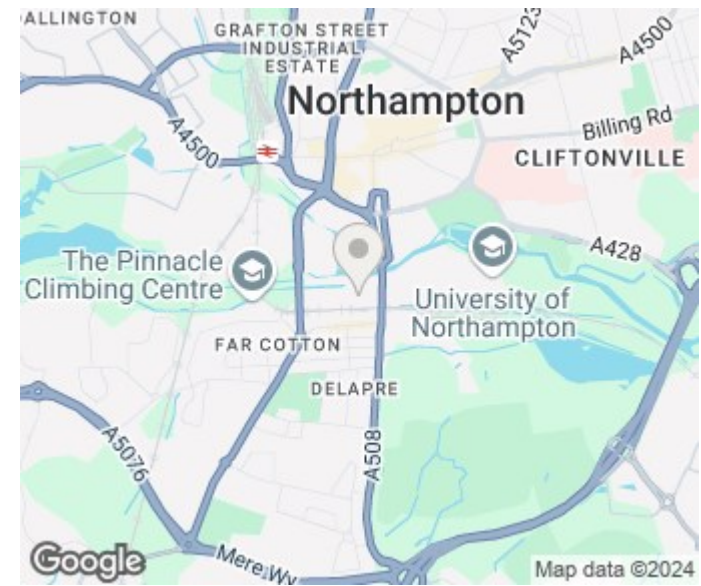 ALLINGTON
GRAFTON STREET
INDUSTRIAL
ESTATE
A5123
A4500
Northampton
Billing Rd
A4500
CLIFTONVILLE
A428
The Pinnacle
Climbing Centre
University of
Northampton
FAR COTTON
DELAPRE
A508
A5076
Mere Wy
Google
Map data ©2024